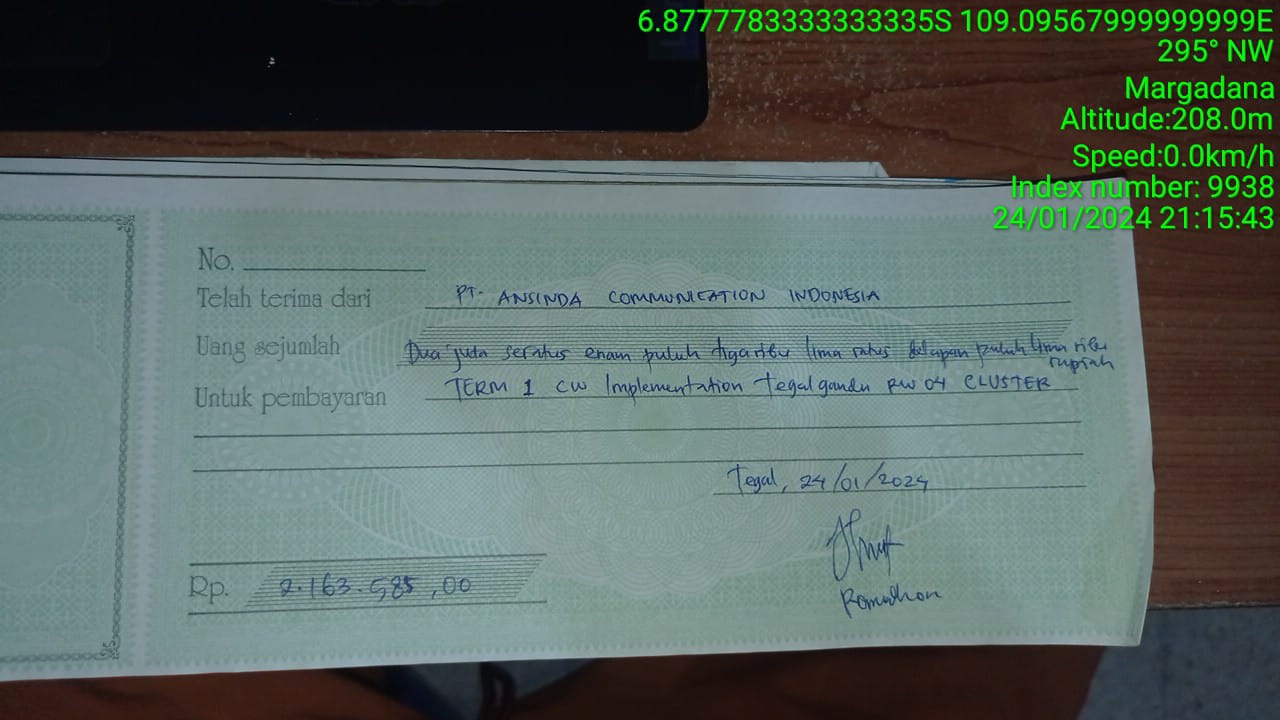 6.8777783333333335S 109.09567999999999E
295° NW
Margadana
Altitude:208.0m
Speed:0.0km/h
Index number: 9938
24/01/2024 21:15:43
No.
Telah terima dari PT. ANSINDA COMMUNICATION INDONESIA
Uang sejumlah Dua juta seratus enam puluh tiga ribu lima ratus delapan puluh lima ribu
rupiah
Untuk pembayaran TERM 1 CW Implementation Tegalgandu RW 04 CLUSTER
Tegal, 24/01/2024
Rp. 2.163.585,00
Romadhon